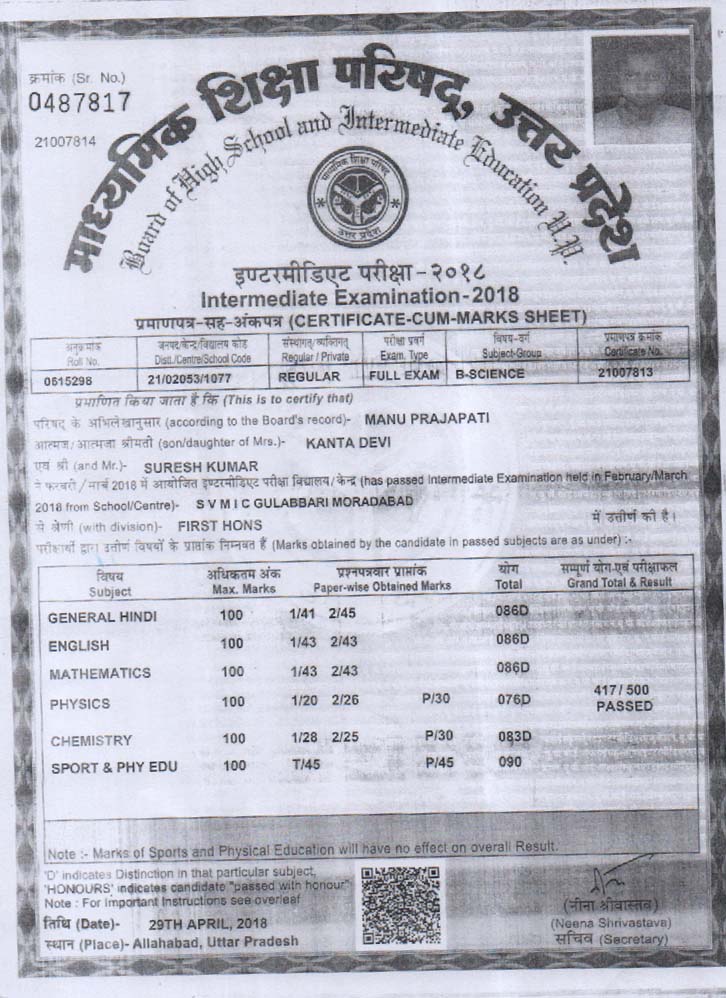 क्रमांक (Sr. No.)
0487817
21007814
माध्यमिक शिक्षा परिषद्, उत्तर प्रदेश
Board of High School and Intermediate Education U.P.
माध्यमिक शिक्षा परिषद
उत्तर प्रदेश
इण्टरमीडिएट परीक्षा - २०१८
Intermediate Examination - 2018
प्रमाणपत्र-सह-अंकपत्र (CERTIFICATE-CUM-MARKS SHEET)
अनुक्रमांक जनपद/केन्द्र/विद्यालय कोड संस्थागत/व्यक्तिगत परीक्षा प्रवर्ग विषय-वर्ग प्रमाणपत्र क्रमांक
Roll No. Dist./Centre/School Code Regular / Private Exam. Type Subject-Group Certificate No.
0615298 21/02053/1077 REGULAR FULL EXAM B-SCIENCE 21007813
प्रमाणित किया जाता है कि (This is to certify that)
परिषद के अभिलेखानुसार (according to the Board's record)- MANU PRAJAPATI
आत्मज/आत्मजा श्रीमती (son/daughter of Mrs.)- KANTA DEVI
एवं श्री (and Mr.)- SURESH KUMAR
ने फरवरी / मार्च 2018 में आयोजित इण्टरमीडिएट परीक्षा विद्यालय/केन्द्र (has passed Intermediate Examination held in February/March
2018 from School/Centre)- S V M I C GULABBARI MORADABAD
से श्रेणी (with division)- FIRST HONS में उत्तीर्ण की है।
परीक्षार्थी द्वारा उत्तीर्ण विषयों के प्राप्तांक निम्नवत हैं (Marks obtained by the candidate in passed subjects are as under) :-
विषय अधिकतम अंक प्रश्नपत्रवार प्राप्तांक योग सम्पूर्ण योग-एवं परीक्षाफल
Subject Max. Marks Paper-wise Obtained Marks Total Grand Total & Result
GENERAL HINDI 100 1/41 2/45 086D
ENGLISH 100 1/43 2/43 086D
MATHEMATICS 100 1/43 2/43 086D
PHYSICS 100 1/20 2/26 P/30 076D 417/500
PASSED
CHEMISTRY 100 1/28 2/25 P/30 083D
SPORT & PHY EDU 100 T/45 P/45 090
Note :- Marks of Sports and Physical Education will have no effect on overall Result.
'D' indicates Distinction in that particular subject,
'HONOURS' indicates candidate "passed with honour"
Note : For Important Instructions see overleaf
तिथि (Date)- 29TH APRIL, 2018
स्थान (Place)- Allahabad, Uttar Pradesh
(नीना श्रीवास्तव)
(Neena Shrivastava)
सचिव (Secretary)